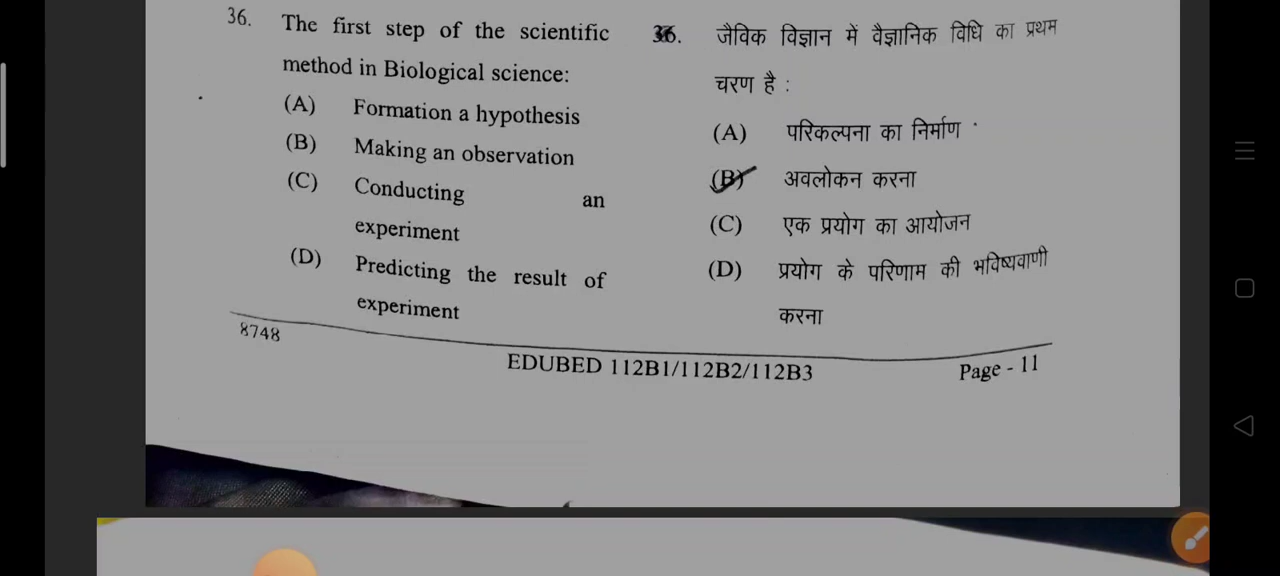 36. The first step of the scientific
method in Biological science:
(A) Formation a hypothesis
(B) Making an observation
(C) Conducting an
experiment
(D) Predicting the result of
experiment
36. जैविक विज्ञान में वैज्ञानिक विधि का प्रथम
चरण है :
(A) परिकल्पना का निर्माण
(B) अवलोकन करना
(C) एक प्रयोग का आयोजन
(D) प्रयोग के परिणाम की भविष्यवाणी
करना
8748
EDUBED 112B1/112B2/112B3
Page - 11